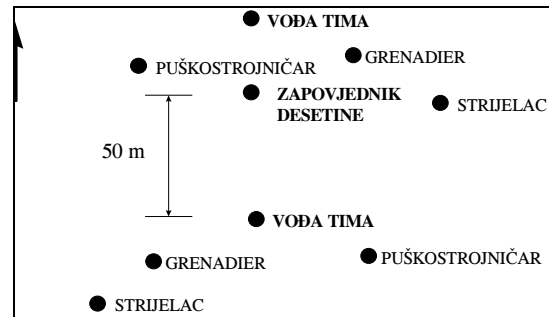 VOĐA TIMA
GRENADIER
PUŠKOSTROJNIČAR
ZAPOVJEDNIK
DESETINE
STRIJELAC
50 m
VOĐA TIMA
PUŠKOSTROJNIČAR
GRENADIER
STRIJELAC